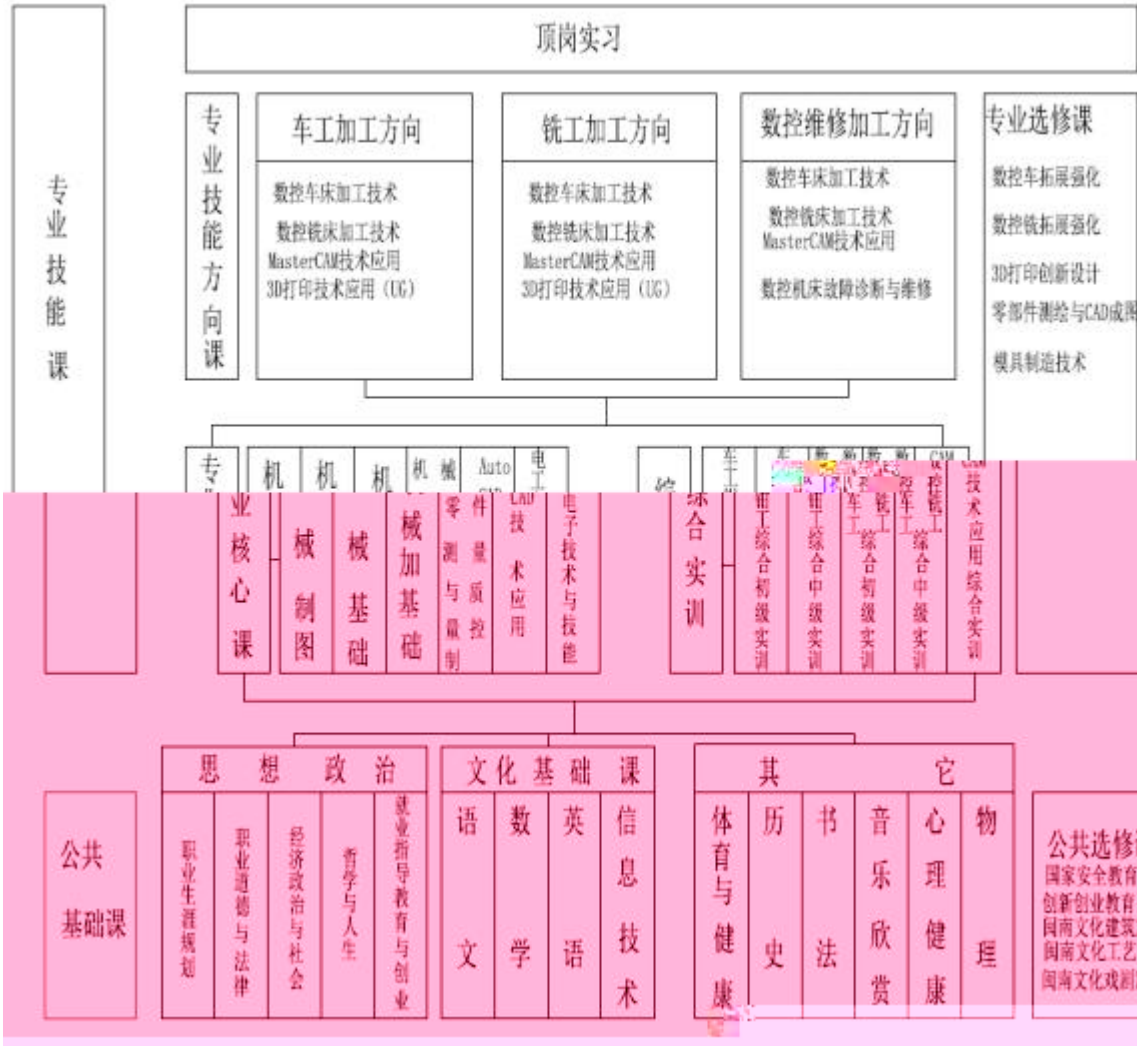 顶岗实习
专业技能课
专业技能方向课
车工加工方向
数控车床加工技术
数控铣床加工技术
MasterCAM技术应用
3D打印技术应用（UG）
铣工加工方向
数控车床加工技术
数控铣床加工技术
MasterCAM技术应用
3D打印技术应用（UG）
数控维修加工方向
数控车床加工技术
数控铣床加工技术
MasterCAM技术应用
数控机床故障诊断与维修
专业选修课
数控车拓展强化
数控铣拓展强化
3D打印创新设计
零部件测绘与CAD成图
模具制造技术
专业核心课
机械制图
机械基础
机械加基础
机械零件测量与质量控制
AutoCAD技术应用
电工电子技术与技能
综合实训
钳工综合初级实训
钳工综合中级实训
综合初级实训
综合中级实训
CAM技术应用综合实训
公共
基础课
思想政治
职业生涯规划
职业道德与法律
经济政治与社会
哲学与人生
就业指导教育与创业
文化基础课
语文
数学
英语
信息技术
其它
体育与健康
历史
书法
音乐欣赏
心理健康
物理
公共选修
国家安全教育
创新创业教育
闽南文化建筑
闽南文化工艺
闽南文化戏剧